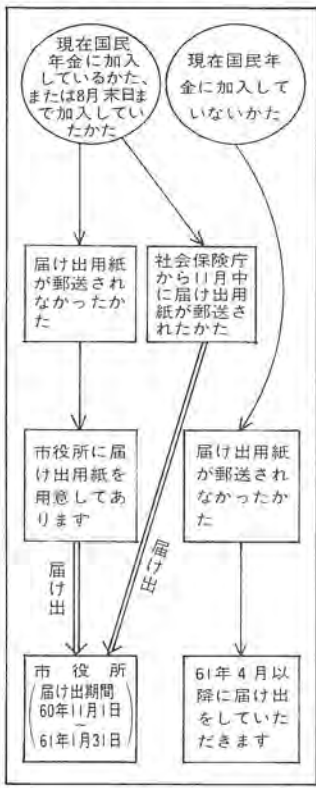 現在国民
年金に加入
しているかた、
または8月末日ま
で加入してい
たかた
現在国民年
金に加入して
いないかた
届け出用紙
が郵送され
なかったか
た
社会保険庁
から11月中
に届け出用
紙が郵送さ
れたかた
市役所に届
け出用紙を
用意してあ
ります
届け出用紙
が郵送され
なかったか
た
届け出
届け出
市役所
届け出期間
60年11月1日
~
61年1月31日
61年4月以
降に届け出
をしていた
だきます